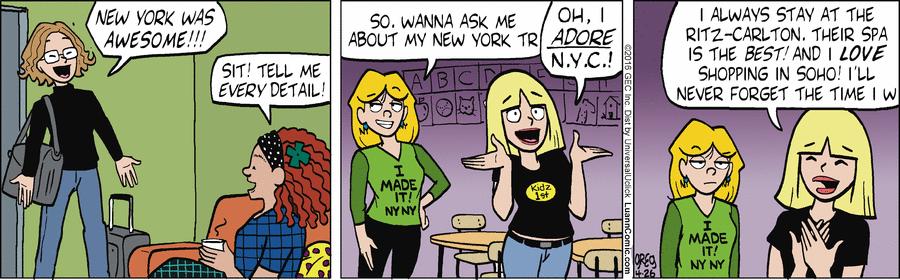 NEW YORK WAS
AWESOME!!!
SIT! TELL ME
EVERY DETAIL!
SO. WANNA ASK ME
ABOUT MY NEW YORK TR
OH, I
ADORE
N.Y.C.!
A B C D E
I
MADE
IT!
NY NY
Kidz
1st
©2016 GEC Inc. Dist by UniversalUclick LuannComic.com
I ALWAYS STAY AT THE
RITZ-CARLTON. THEIR SPA
IS THE BEST! AND I LOVE
SHOPPING IN SOHO! I'LL
NEVER FORGET THE TIME I W
I
MADE
IT!
NY NY
GREG
4.26